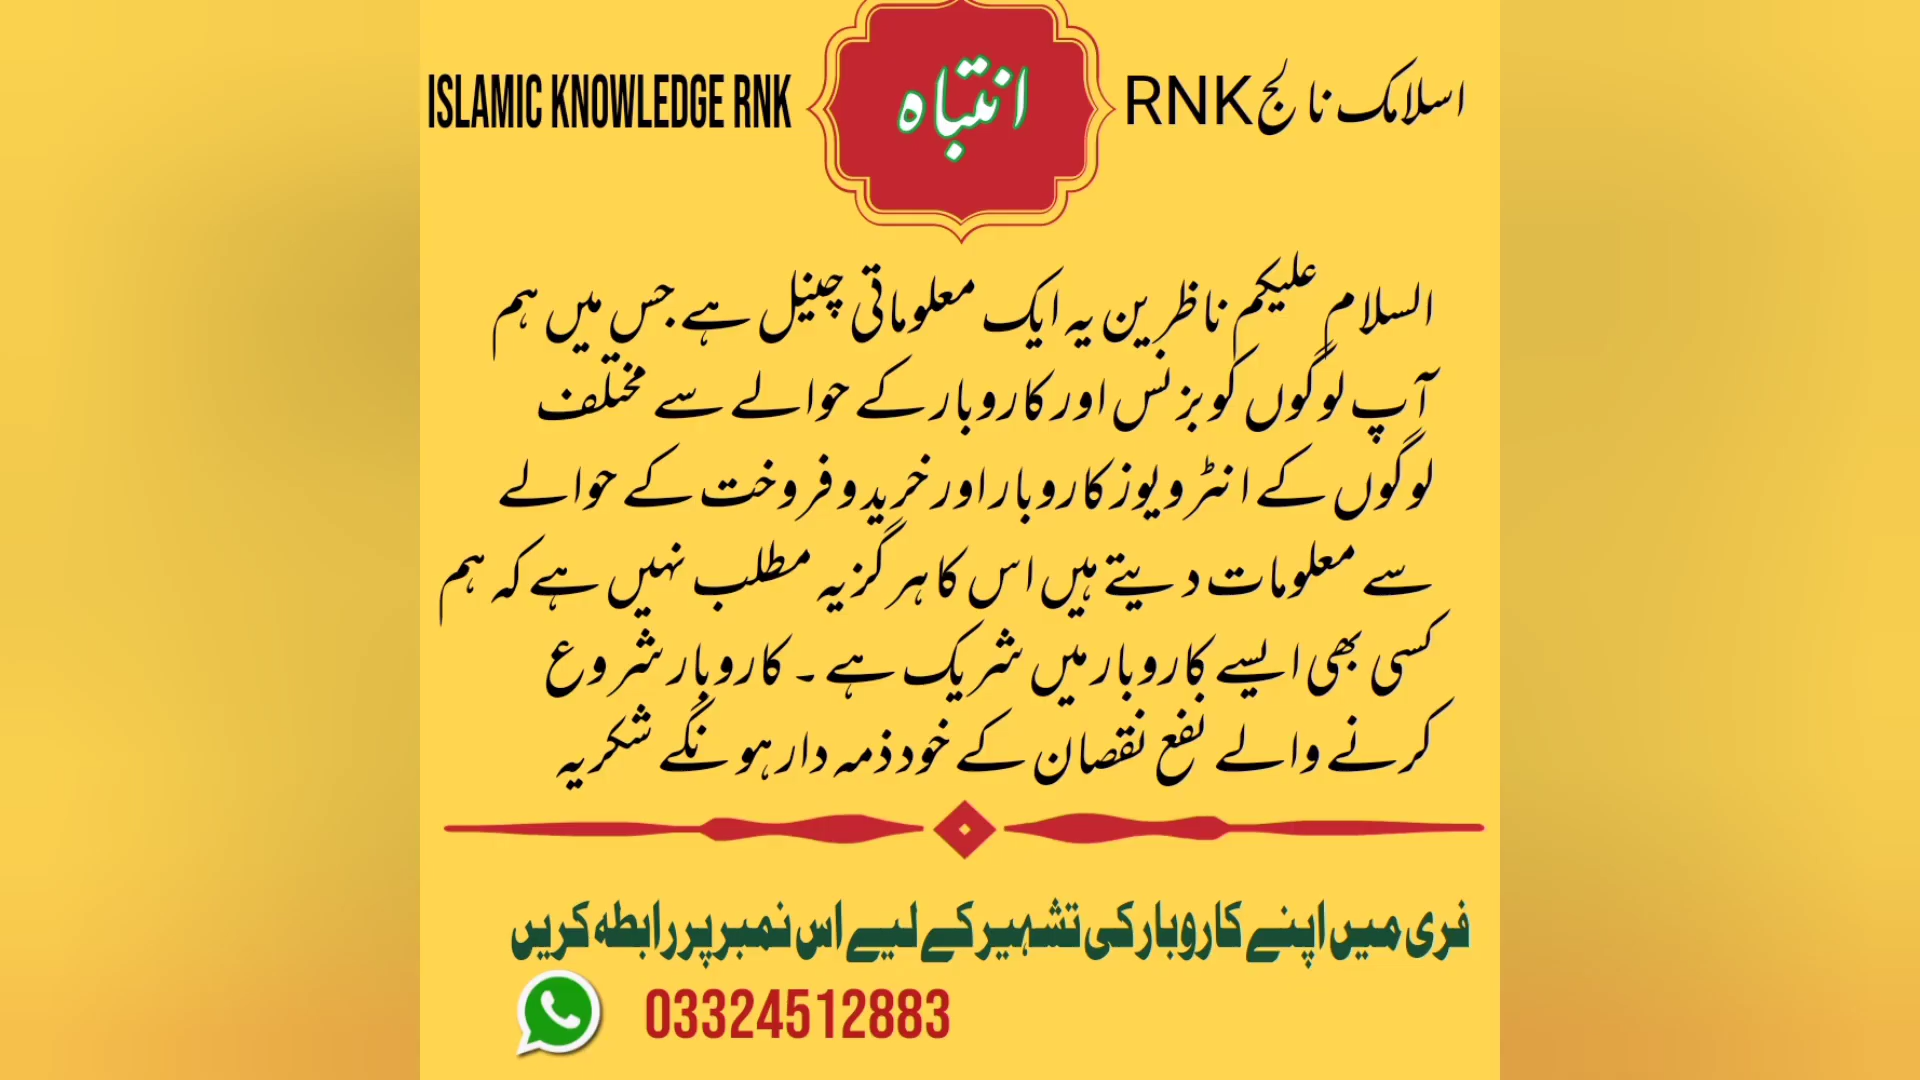 ISLAMIC KNOWLEDGE RNK
انتباہ
اسلامک نالج RNK
السلام علیکم ناظرین یہ ایک معلوماتی چینل ہے جس میں ہم
آپ لوگوں کو بزنس اور کاروبار کے حوالے سے مختلف
لوگوں کے انٹرویوز کاروبار اور خرید و فروخت کے حوالے
سے معلومات دیتے ہیں اس کا ہر گز یہ مطلب نہیں ہے کہ ہم
کسی بھی ایسے کاروبار میں شریک ہے ۔ کاروبار شروع
کرنے والے نفع نقصان کے خود ذمہ دار ہونگے شکریہ
فری میں اپنے کاروبار کی تشہیر کے لیے اس نمبر پر رابطہ کریں
03324512883